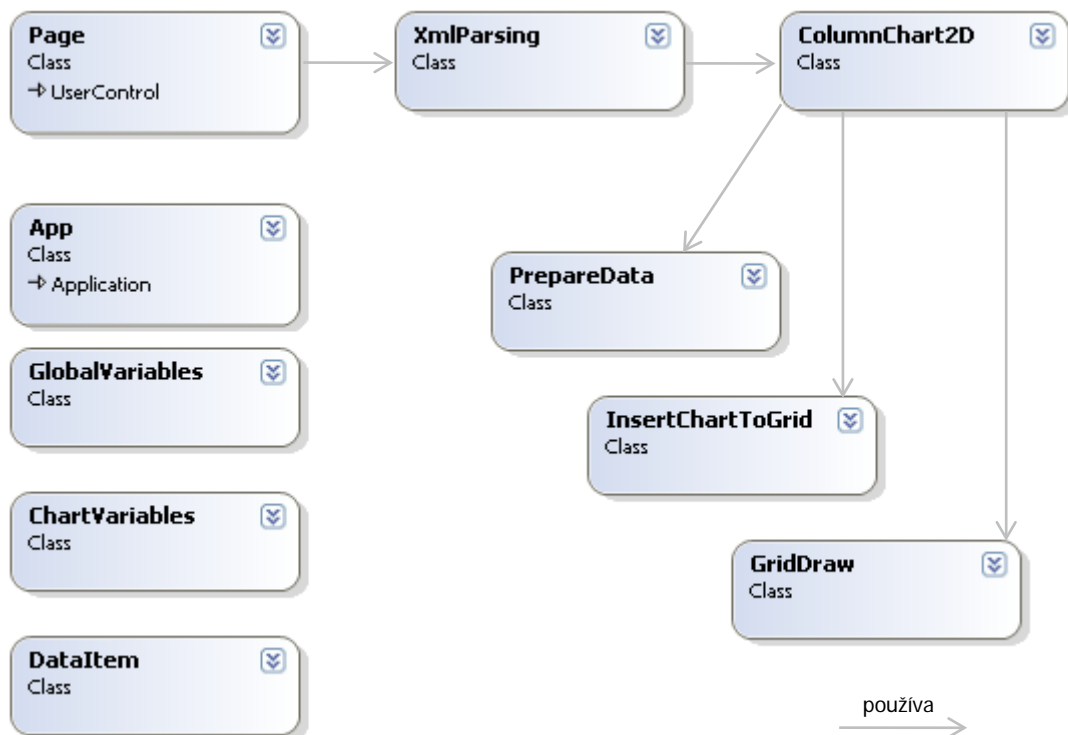 Page
Class
UserControl
XmlParsing
Class
ColumnChart2D
Class
App
Class
Application
PrepareData
Class
GlobalVariables
Class
InsertChartToGrid
Class
ChartVariables
Class
GridDraw
Class
DataItem
Class
používa